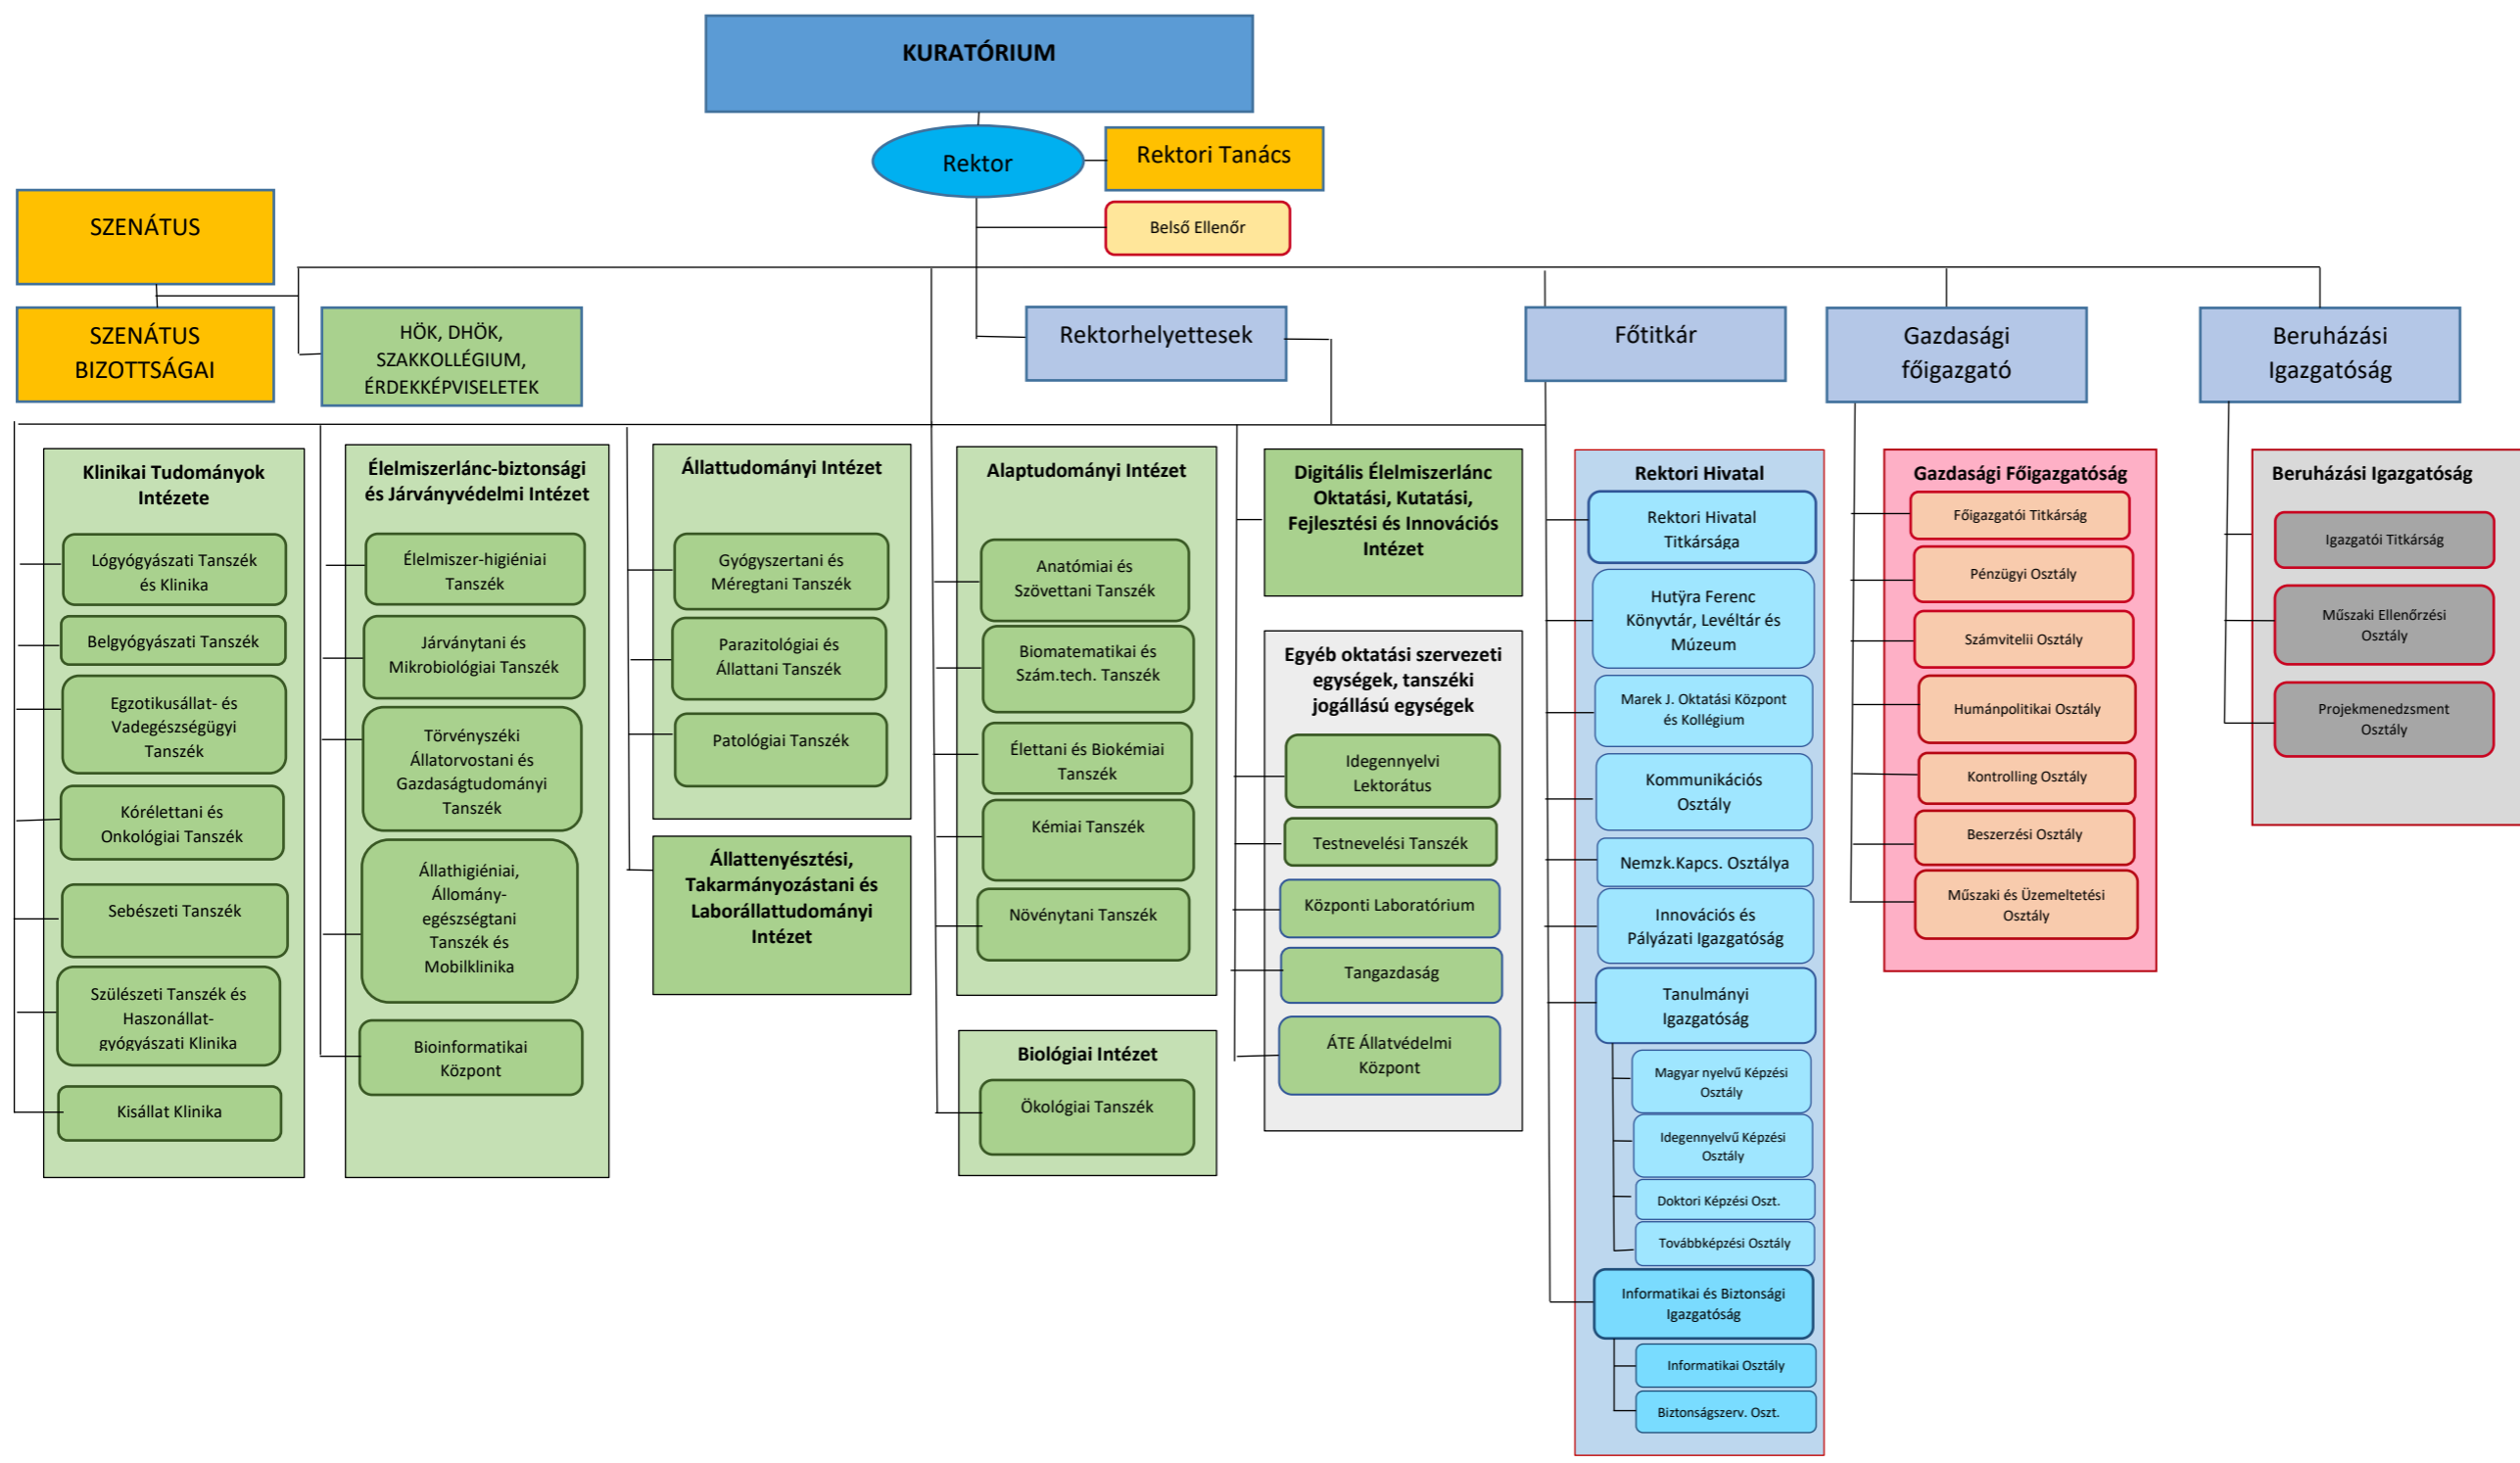 KURATÓRIUM
Rektor
Rektori Tanács
Belső Ellenőr
SZENÁTUS
SZENÁTUS
BIZOTTSÁGAI
HÖK, DHÖK,
SZAKKOLLÉGIUM,
ÉRDEKKÉPVISELETEK
Rektorhelyettesek
Főtitkár
Gazdasági
főigazgató
Beruházási
Igazgatóság
Klinikai Tudományok
Intézete
Lógyógyászati Tanszék
és Klinika
Belgyógyászati Tanszék
Egzotikusállat- és
Vadegészségügyi
Tanszék
Kórélettani és
Onkológiai Tanszék
Sebészeti Tanszék
Szülészeti Tanszék és
Haszonállat-
gyógyászati Klinika
Kisállat Klinika
Élelmiszerlánc-biztonsági
és Járványvédelmi Intézet
Élelmiszer-higiéniai
Tanszék
Járványtani és
Mikrobiológiai Tanszék
Törvényszéki
Állatorvostani és
Gazdaságtudományi
Tanszék
Állathigiéniai,
Állomány-
egészségtani
Tanszék és
Mobilklinika
Bioinformatikai
Központ
Állattudományi Intézet
Gyógyszertani és
Méregtani Tanszék
Parazitológiai és
Állattani Tanszék
Patológiai Tanszék
Állattenyésztési,
Takarmányozástani és
Laborállattudományi
Intézet
Alaptudományi Intézet
Anatómiai és
Szövettani Tanszék
Biomatematikai és
Szám.tech. Tanszék
Élettani és Biokémiai
Tanszék
Kémiai Tanszék
Növénytani Tanszék
Biológiai Intézet
Ökológiai Tanszék
Digitális Élelmiszerlánc
Oktatási, Kutatási,
Fejlesztési és Innovációs
Intézet
Egyéb oktatási szervezeti
egységek, tanszéki
jogállású egységek
Idegennyelvi
Lektorátus
Testnevelési Tanszék
Központi Laboratórium
Tangazdaság
ÁTE Állatvédelmi
Központ
Rektori Hivatal
Rektori Hivatal
Titkársága
Hutÿra Ferenc
Könyvtár, Levéltár és
Múzeum
Marek J. Oktatási Központ
és Kollégium
Kommunikációs
Osztály
Nemzk.Kapcs. Osztálya
Innovációs és
Pályázati Igazgatóság
Tanulmányi
Igazgatóság
Magyar nyelvű Képzési
Osztály
Idegennyelvű Képzési
Osztály
Doktori Képzési Oszt.
Továbbképzési Osztály
Informatikai és Biztonsági
Igazgatóság
Informatikai Osztály
Biztonságszerv. Oszt.
Gazdasági Főigazgatóság
Főigazgatói Titkárság
Pénzügyi Osztály
Számvitelii Osztály
Humánpolitikai Osztály
Kontrolling Osztály
Beszerzési Osztály
Műszaki és Üzemeltetési
Osztály
Beruházási Igazgatóság
Igazgatói Titkárság
Műszaki Ellenőrzési
Osztály
Projekmenedzsment
Osztály